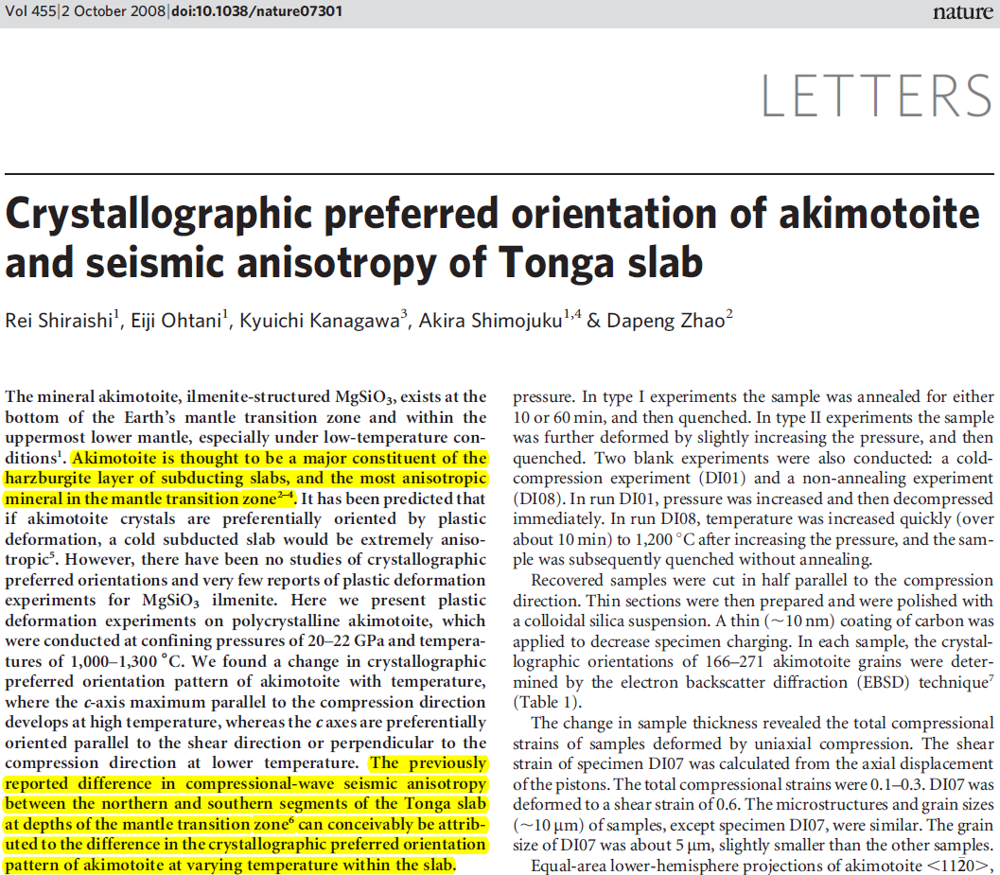 Vol 455|2 October 2008|doi:10.1038/nature07301
nature
LETTERS
Crystallographic preferred orientation of akimotoite
and seismic anisotropy of Tonga slab
Rei Shiraishi1, Eiji Ohtani1, Kyuichi Kanagawa3, Akira Shimojuku1,4 & Dapeng Zhao2
The mineral akimotoite, ilmenite-structured MgSiO3, exists at the
bottom of the Earth's mantle transition zone and within the
uppermost lower mantle, especially under low-temperature con-
ditions1. Akimotoite is thought to be a major constituent of the
harzburgite layer of subducting slabs, and the most anisotropic
mineral in the mantle transition zone2–4. It has been predicted that
if akimotoite crystals are preferentially oriented by plastic
deformation, a cold subducted slab would be extremely aniso-
tropic5. However, there have been no studies of crystallographic
preferred orientations and very few reports of plastic deformation
experiments for MgSiO3 ilmenite. Here we present plastic
deformation experiments on polycrystalline akimotoite, which
were conducted at confining pressures of 20–22 GPa and tempera-
tures of 1,000–1,300 °C. We found a change in crystallographic
preferred orientation pattern of akimotoite with temperature,
where the c-axis maximum parallel to the compression direction
develops at high temperature, whereas the c axes are preferentially
oriented parallel to the shear direction or perpendicular to the
compression direction at lower temperature. The previously
reported difference in compressional-wave seismic anisotropy
between the northern and southern segments of the Tonga slab
at depths of the mantle transition zone6 can conceivably be attrib-
uted to the difference in the crystallographic preferred orientation
pattern of akimotoite at varying temperature within the slab.
pressure. In type I experiments the sample was annealed for either
10 or 60 min, and then quenched. In type II experiments the sample
was further deformed by slightly increasing the pressure, and then
quenched. Two blank experiments were also conducted: a cold-
compression experiment (DI01) and a non-annealing experiment
(DI08). In run DI01, pressure was increased and then decompressed
immediately. In run DI08, temperature was increased quickly (over
about 10 min) to 1,200 °C after increasing the pressure, and the sam-
ple was subsequently quenched without annealing.
Recovered samples were cut in half parallel to the compression
direction. Thin sections were then prepared and were polished with
a colloidal silica suspension. A thin (~10 nm) coating of carbon was
applied to decrease specimen charging. In each sample, the crystal-
lographic orientations of 166–271 akimotoite grains were deter-
mined by the electron backscatter diffraction (EBSD) technique7
(Table 1).
The change in sample thickness revealed the total compressional
strains of samples deformed by uniaxial compression. The shear
strain of specimen DI07 was calculated from the axial displacement
of the pistons. The total compressional strains were 0.1–0.3. DI07 was
deformed to a shear strain of 0.6. The microstructures and grain sizes
(~10 μm) of samples, except specimen DI07, were similar. The grain
size of DI07 was about 5 μm, slightly smaller than the other samples.
Equal-area lower-hemisphere projections of akimotoite <112̄0>,